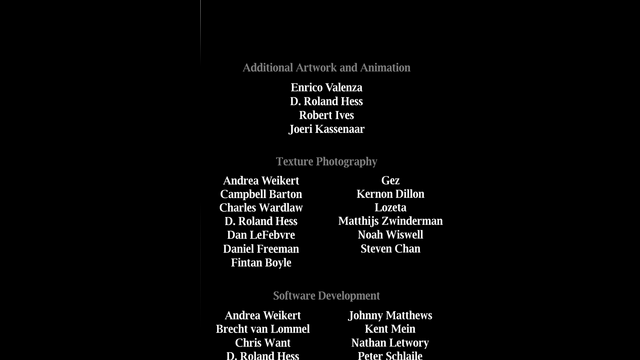 Additional Artwork and Animation
Enrico Valenza
D. Roland Hess
Robert Ives
Joeri Kassenaar
Texture Photography
Andrea Weikert Gez
Campbell Barton Kernon Dillon
Charles Wardlaw Lozeta
D. Roland Hess Matthijs Zwinderman
Dan LeFebvre Noah Wiswell
Daniel Freeman Steven Chan
Fintan Boyle
Software Development
Andrea Weikert Johnny Matthews
Brecht van Lommel Kent Mein
Chris Want Nathan Letwory
D. Roland Hess Peter Schlaile